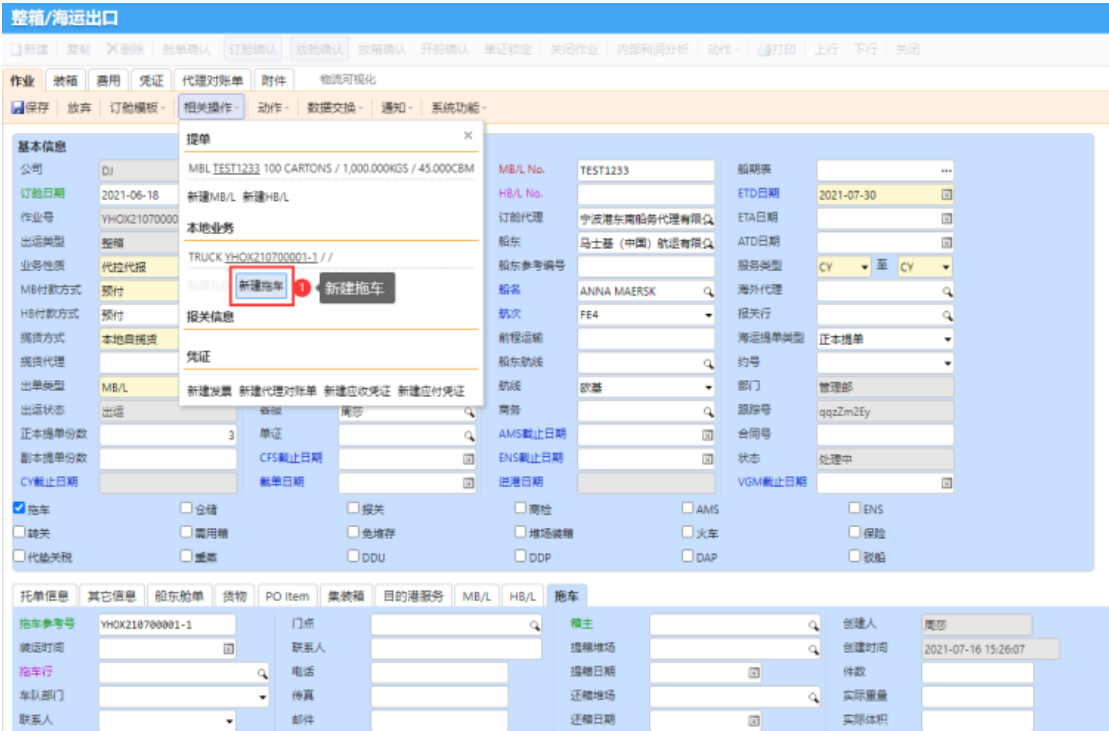 整箱/海运出口
新建 复制 删除 舱单确认 订舱确认 放舱确认 放箱确认 开船确认 单证锁定 关闭作业 内部利润分析 动作 打印 上行 下行 关闭
作业 装箱 费用 凭证 代理对账单 附件 物流可视化
保存 放弃 订舱模板 相关操作 动作 数据交换 通知 系统功能
基本信息
提单 ×
公司 DJ MBL TEST1233 100 CARTONS / 1,000.000KGS / 45.000CBM MB/L No. TEST1233 船期表 ...
订舱日期 2021-06-18 新建MB/L 新建HB/L HB/L No. ETD日期 2021-07-30
作业号 YHOX21070000 本地业务 订舱代理 宁波港东南船务代理有限 ETA日期
出运类型 整箱 船东 马士基（中国）航运有限 ATD日期
业务性质 代拉代报 TRUCK YHOX210700001-1 / / 船东参考编号 服务类型 CY 至 CY
MB付款方式 预付 新建拖车 1 新建拖车 船名 ANNA MAERSK 海外代理
HB付款方式 预付 报关信息 航次 FE4 报关行
揽货方式 本地自揽货 前程运输 海运提单类型 正本提单
揽货代理 凭证 船东航线 约号
出单类型 MB/L 新建发票 新建代理对账单 新建应收凭证 新建应付凭证 航线 欧基 部门 管理部
出运状态 出运 客服 周莎 商务 跟踪号 qqzZm2Ey
正本提单份数 3 单证 AMS截止日期 合同号
副本提单份数 CFS截止日期 ENS截止日期 状态 处理中
CY截止日期 截单日期 进港日期 VGM截止日期
拖车 仓储 报关 商检 AMS ENS
转关 需用箱 免堆存 堆场装箱 火车 保险
代垫关税 熏蒸 DDU DDP DAP 驳船
托单信息 其它信息 船东舱单 货物 PO Item 集装箱 目的港服务 MB/L HB/L 拖车
拖车参考号 YHOX210700001-1 门点 箱主 创建人 周莎
装运时间 联系人 提箱堆场 创建时间 2021-07-16 15:26:07
拖车行 电话 提箱日期 件数
车队部门 传真 还箱堆场 实际重量
联系人 邮件 还箱日期 实际体积